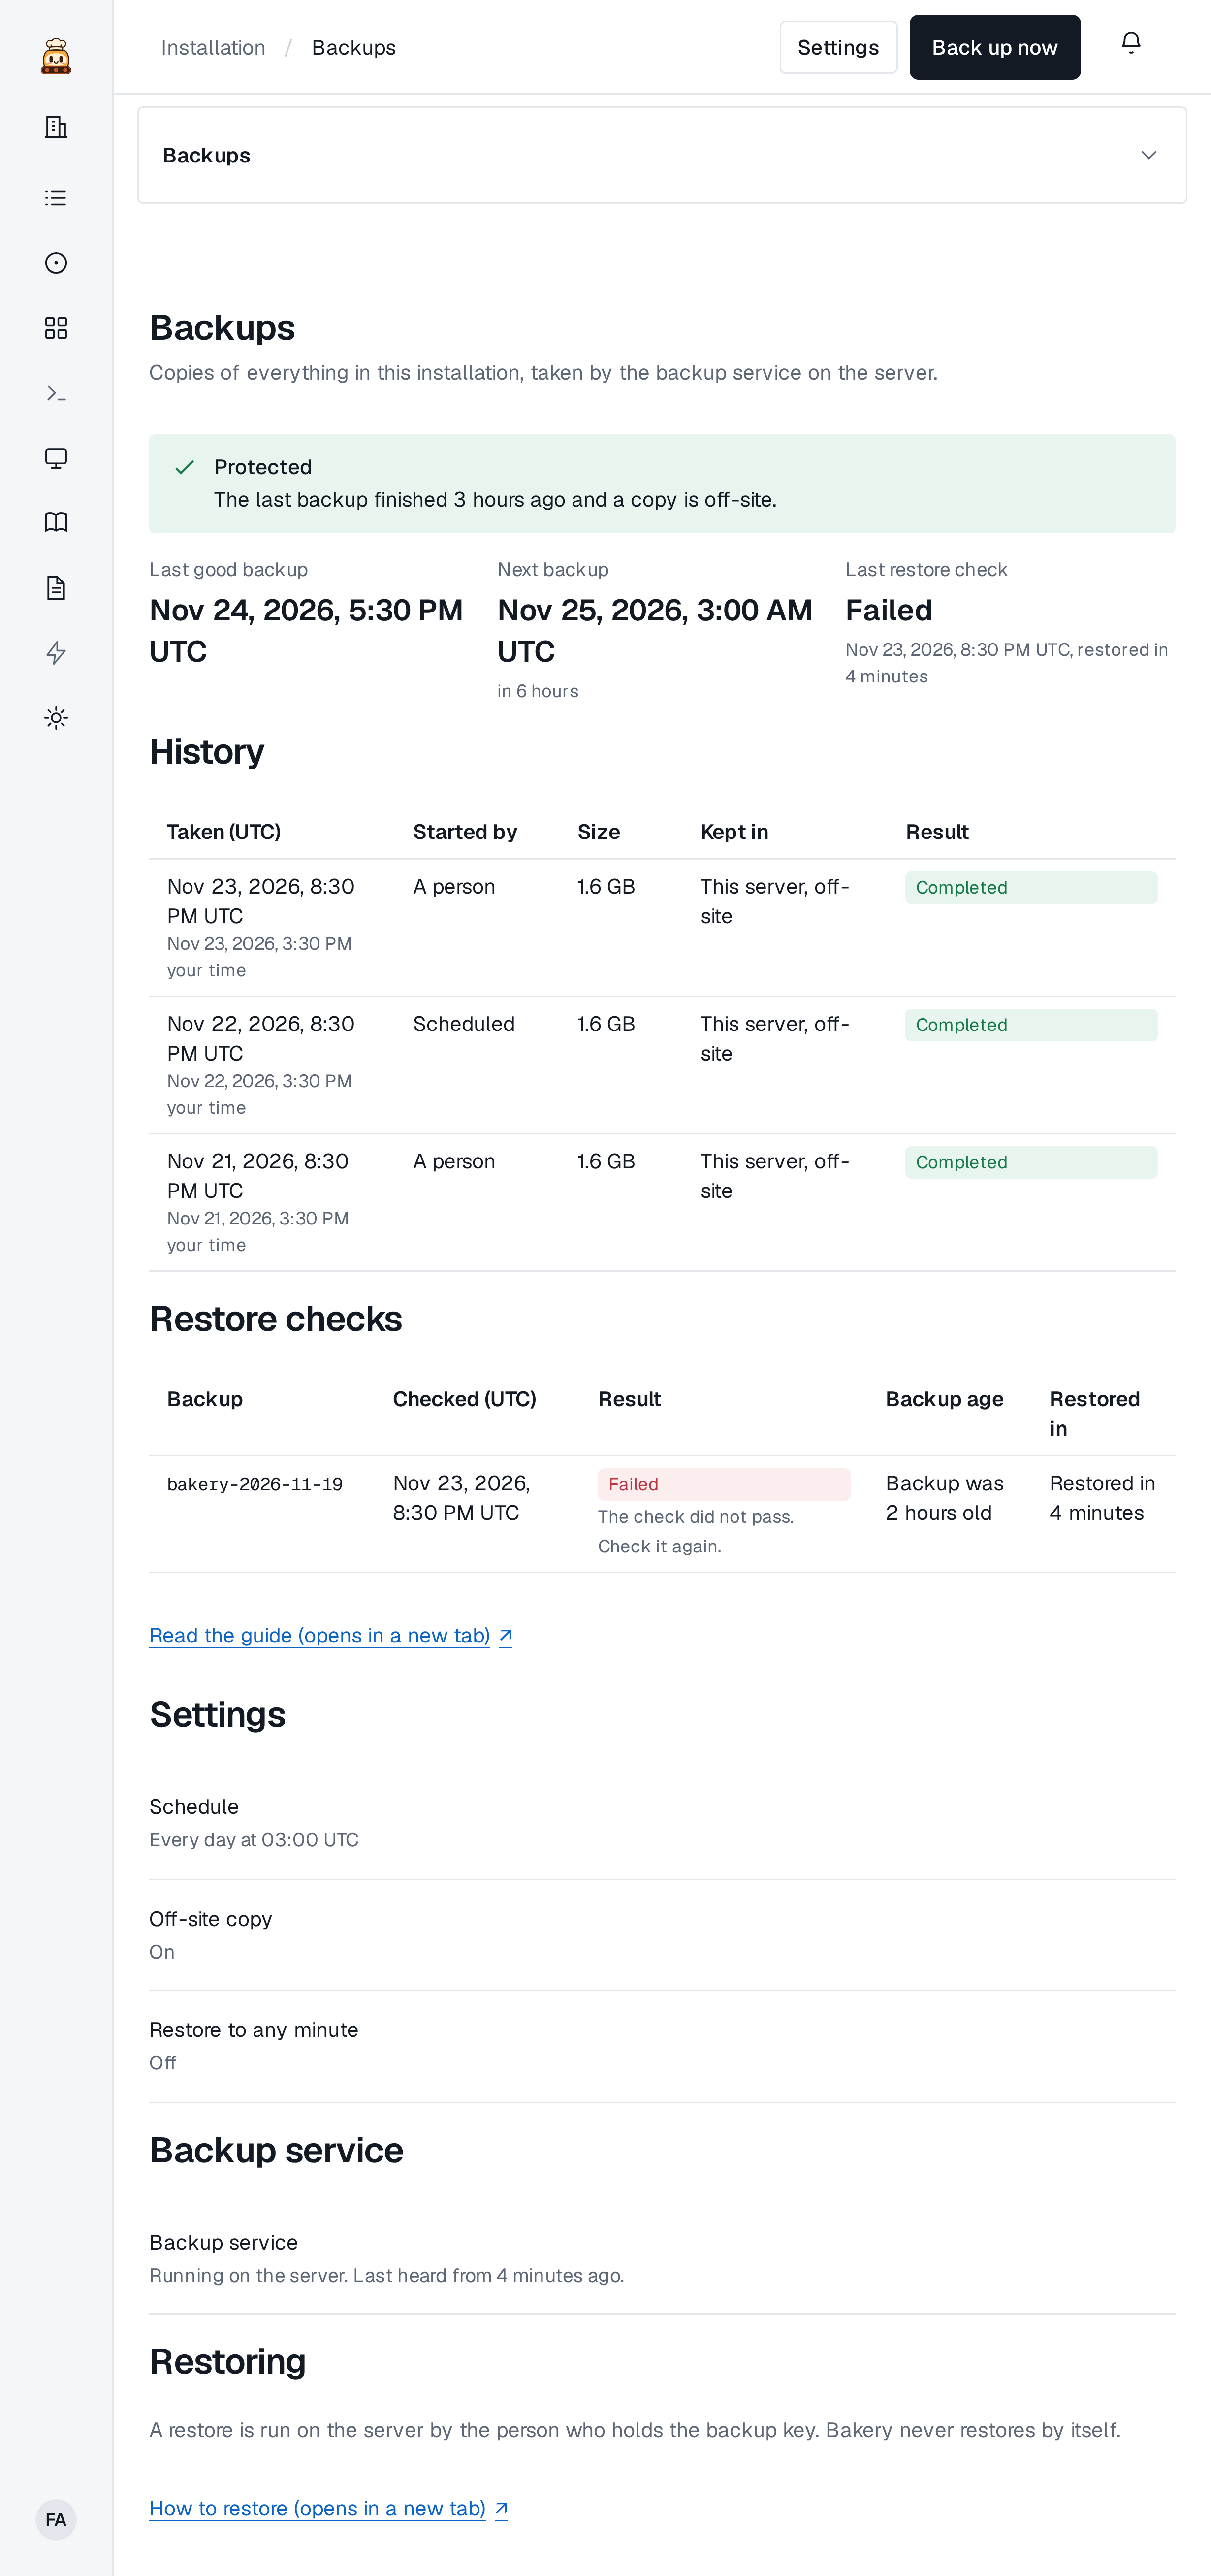 Installation / Backups
Settings
Back up now
Backups
Backups
Copies of everything in this installation, taken by the backup service on the server.
Protected
The last backup finished 3 hours ago and a copy is off-site.
Last good backup
Nov 24, 2026, 5:30 PM
UTC
Next backup
Nov 25, 2026, 3:00 AM
UTC
in 6 hours
Last restore check
Failed
Nov 23, 2026, 8:30 PM UTC, restored in
4 minutes
History
Taken (UTC) Started by Size Kept in Result
Nov 23, 2026, 8:30 A person 1.6 GB This server, off- Completed
PM UTC site
Nov 23, 2026, 3:30 PM
your time
Nov 22, 2026, 8:30 Scheduled 1.6 GB This server, off- Completed
PM UTC site
Nov 22, 2026, 3:30 PM
your time
Nov 21, 2026, 8:30 A person 1.6 GB This server, off- Completed
PM UTC site
Nov 21, 2026, 3:30 PM
your time
Restore checks
Backup Checked (UTC) Result Backup age Restored
in
bakery-2026-11-19 Nov 23, 2026, Failed Backup was Restored in
8:30 PM UTC The check did not pass. 2 hours old 4 minutes
Check it again.
Read the guide (opens in a new tab)
Settings
Schedule
Every day at 03:00 UTC
Off-site copy
On
Restore to any minute
Off
Backup service
Backup service
Running on the server. Last heard from 4 minutes ago.
Restoring
A restore is run on the server by the person who holds the backup key. Bakery never restores by itself.
How to restore (opens in a new tab)
FA